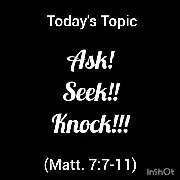 Today's Topic
Ask!
Seek!!
Knock!!!
(Matt. 7:7-11)
InShOt